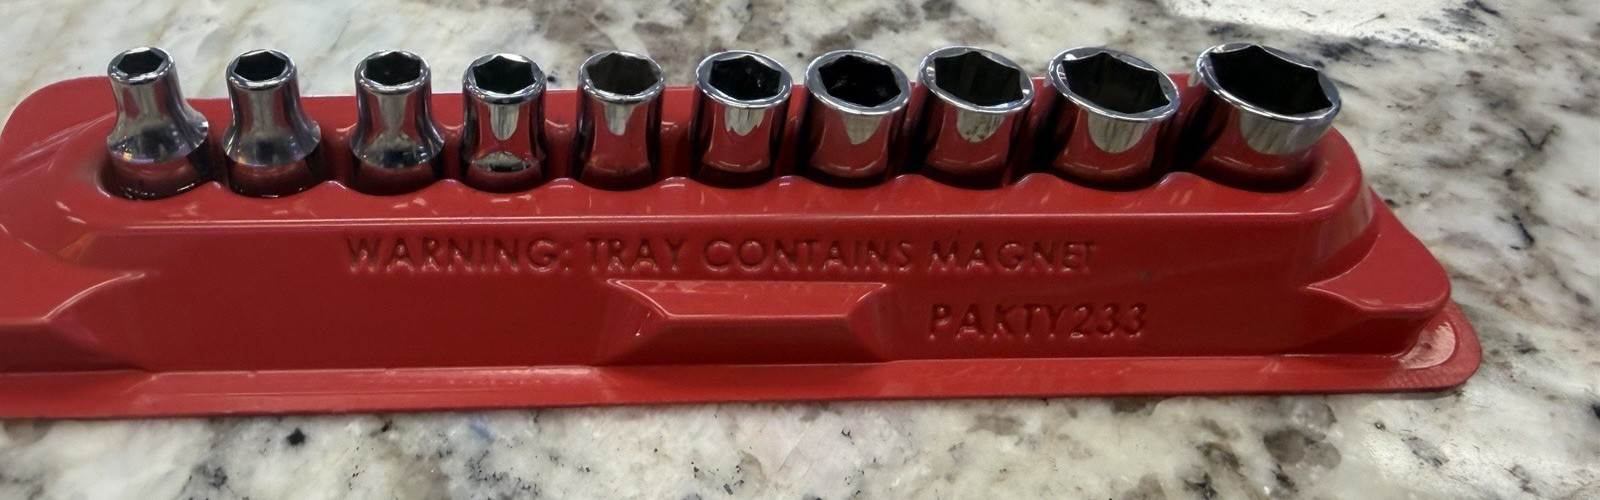 WARNING: TRAY CONTAINS MAGNET
PAKTY233